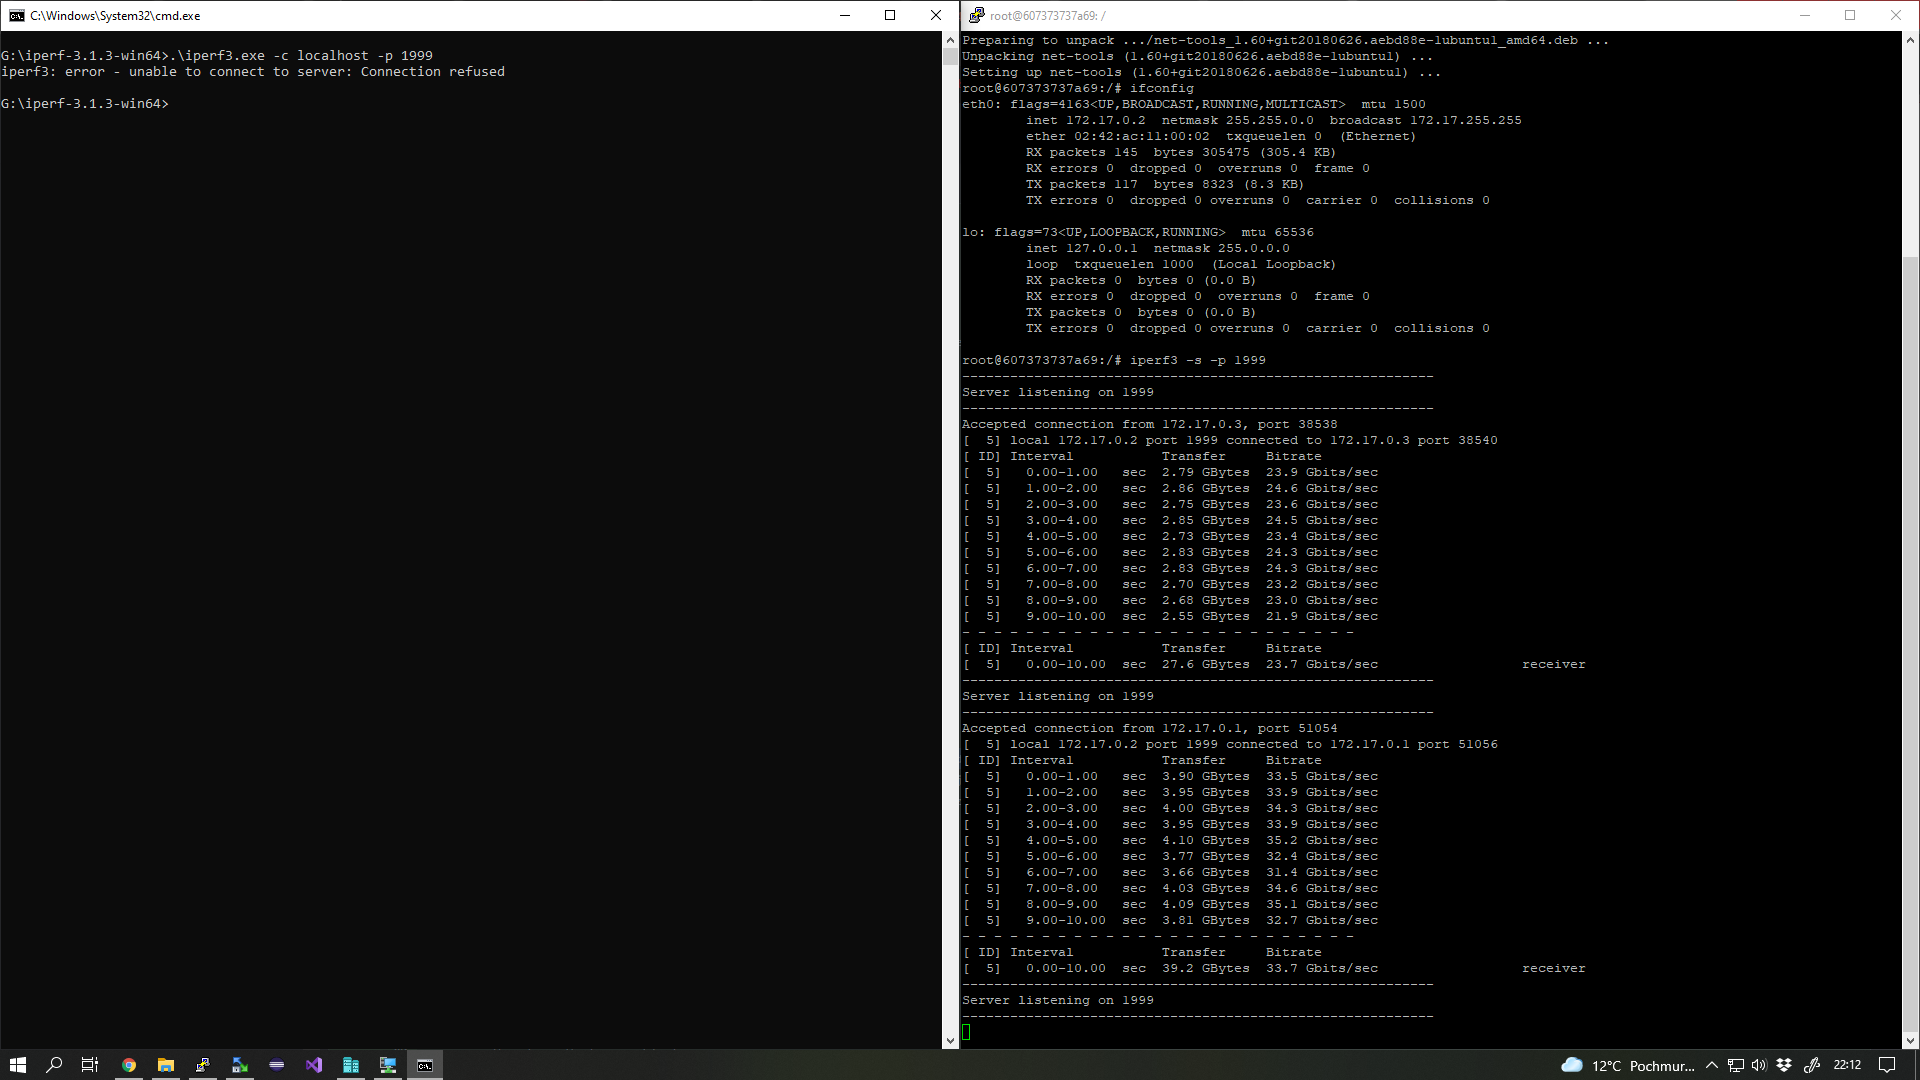 C:\Windows\System32\cmd.exe
G:\iperf-3.1.3-win64>.\iperf3.exe -c localhost -p 1999
iperf3: error - unable to connect to server: Connection refused
G:\iperf-3.1.3-win64>
root@607373737a69: /
Preparing to unpack .../net-tools_1.60+git20180626.aebd88e-1ubuntu1_amd64.deb ...
Unpacking net-tools (1.60+git20180626.aebd88e-1ubuntu1) ...
Setting up net-tools (1.60+git20180626.aebd88e-1ubuntu1) ...
root@607373737a69:/# ifconfig
eth0: flags=4163<UP,BROADCAST,RUNNING,MULTICAST>  mtu 1500
inet 172.17.0.2  netmask 255.255.0.0  broadcast 172.17.255.255
ether 02:42:ac:11:00:02  txqueuelen 0  (Ethernet)
RX packets 145  bytes 305475 (305.4 KB)
RX errors 0  dropped 0  overruns 0  frame 0
TX packets 117  bytes 8323 (8.3 KB)
TX errors 0  dropped 0 overruns 0  carrier 0  collisions 0
lo: flags=73<UP,LOOPBACK,RUNNING>  mtu 65536
inet 127.0.0.1  netmask 255.0.0.0
loop  txqueuelen 1000  (Local Loopback)
RX packets 0  bytes 0 (0.0 B)
RX errors 0  dropped 0  overruns 0  frame 0
TX packets 0  bytes 0 (0.0 B)
TX errors 0  dropped 0 overruns 0  carrier 0  collisions 0
root@607373737a69:/# iperf3 -s -p 1999
-----------------------------------------------------------
Server listening on 1999
-----------------------------------------------------------
Accepted connection from 172.17.0.3, port 38538
[  5] local 172.17.0.2 port 1999 connected to 172.17.0.3 port 38540
[ ID] Interval           Transfer     Bitrate
[  5]   0.00-1.00   sec  2.79 GBytes  23.9 Gbits/sec
[  5]   1.00-2.00   sec  2.86 GBytes  24.6 Gbits/sec
[  5]   2.00-3.00   sec  2.75 GBytes  23.6 Gbits/sec
[  5]   3.00-4.00   sec  2.85 GBytes  24.5 Gbits/sec
[  5]   4.00-5.00   sec  2.73 GBytes  23.4 Gbits/sec
[  5]   5.00-6.00   sec  2.83 GBytes  24.3 Gbits/sec
[  5]   6.00-7.00   sec  2.83 GBytes  24.3 Gbits/sec
[  5]   7.00-8.00   sec  2.70 GBytes  23.2 Gbits/sec
[  5]   8.00-9.00   sec  2.68 GBytes  23.0 Gbits/sec
[  5]   9.00-10.00  sec  2.55 GBytes  21.9 Gbits/sec
- - - - - - - - - - - - - - - - - - - - - - - - -
[ ID] Interval           Transfer     Bitrate
[  5]   0.00-10.00  sec  27.6 GBytes  23.7 Gbits/sec                  receiver
-----------------------------------------------------------
Server listening on 1999
-----------------------------------------------------------
Accepted connection from 172.17.0.1, port 51054
[  5] local 172.17.0.2 port 1999 connected to 172.17.0.1 port 51056
[ ID] Interval           Transfer     Bitrate
[  5]   0.00-1.00   sec  3.90 GBytes  33.5 Gbits/sec
[  5]   1.00-2.00   sec  3.95 GBytes  33.9 Gbits/sec
[  5]   2.00-3.00   sec  4.00 GBytes  34.3 Gbits/sec
[  5]   3.00-4.00   sec  3.95 GBytes  33.9 Gbits/sec
[  5]   4.00-5.00   sec  4.10 GBytes  35.2 Gbits/sec
[  5]   5.00-6.00   sec  3.77 GBytes  32.4 Gbits/sec
[  5]   6.00-7.00   sec  3.66 GBytes  31.4 Gbits/sec
[  5]   7.00-8.00   sec  4.03 GBytes  34.6 Gbits/sec
[  5]   8.00-9.00   sec  4.09 GBytes  35.1 Gbits/sec
[  5]   9.00-10.00  sec  3.81 GBytes  32.7 Gbits/sec
- - - - - - - - - - - - - - - - - - - - - - - - -
[ ID] Interval           Transfer     Bitrate
[  5]   0.00-10.00  sec  39.2 GBytes  33.7 Gbits/sec                  receiver
-----------------------------------------------------------
Server listening on 1999
-----------------------------------------------------------
12°C Pochmur... 22:12